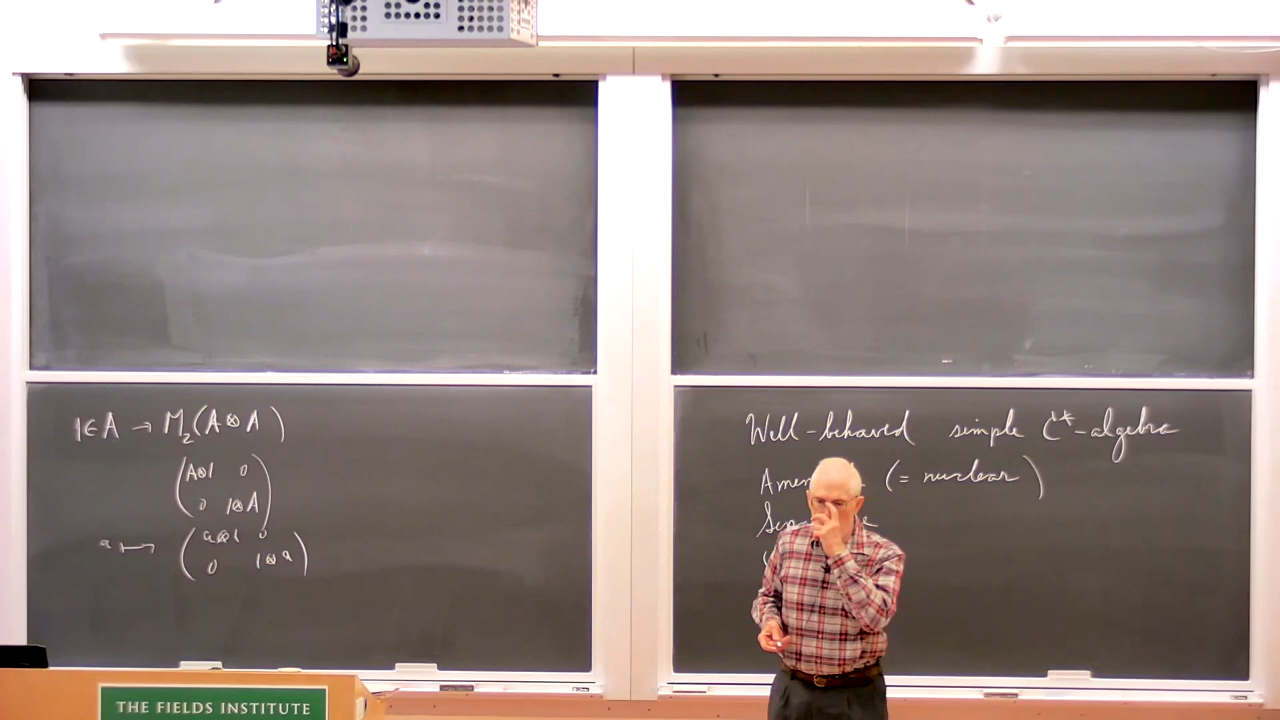 1∈A → M₂(A⊗A)
(A⊗1 0
0 1⊗A)
a ⟼ (a⊗1 0
0 1⊗a)
Well-behaved simple C*-algebra
(= nuclear)
THE FIELDS INSTITUTE